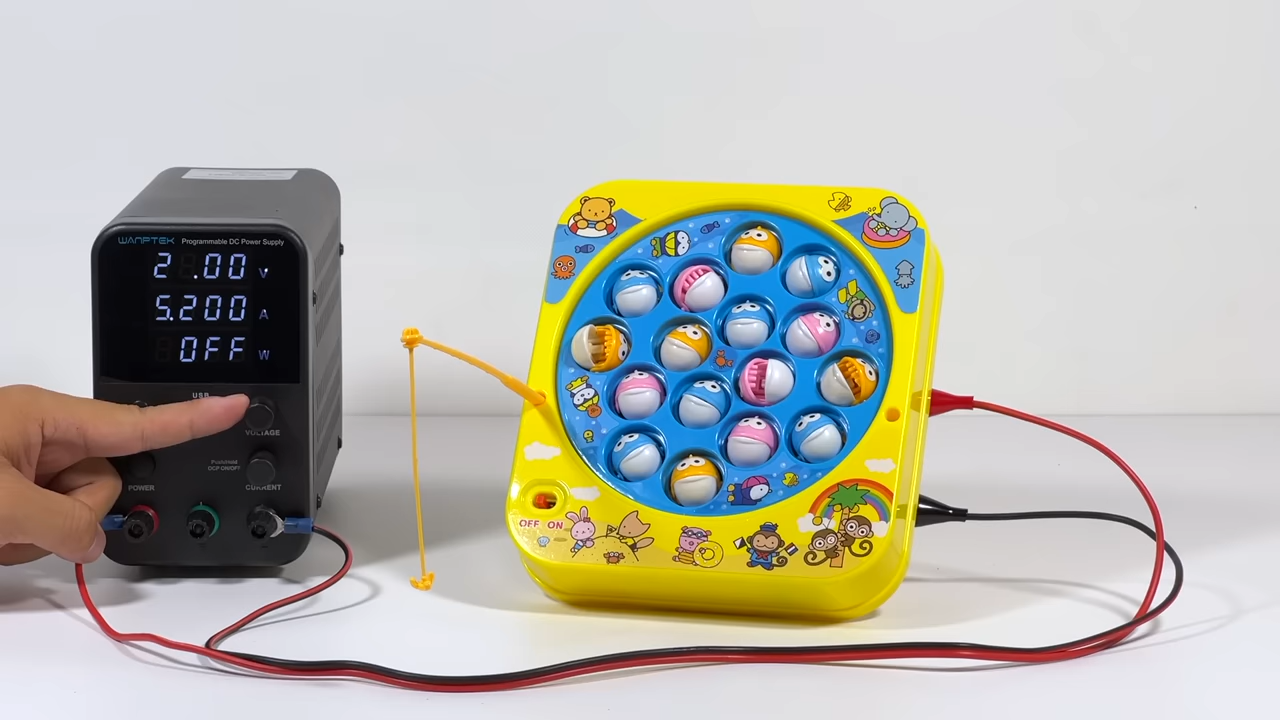 WANPTEK Programmable DC Power Supply
2.00 V
5.200 A
OFF W
USB
VOLTAGE
POWER
CURRENT
OFF ON